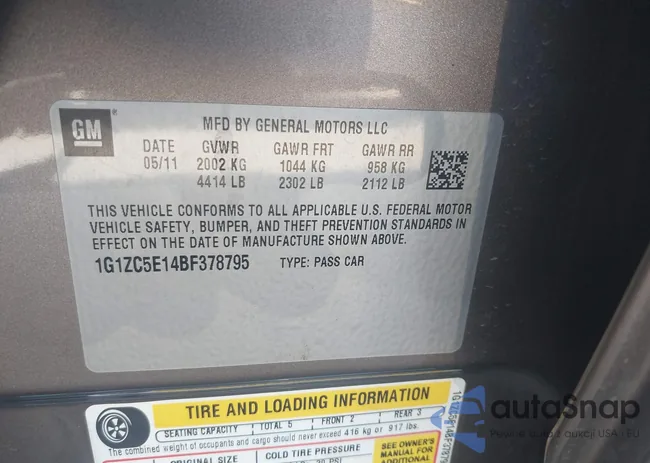 GM
MFD BY GENERAL MOTORS LLC
DATE GVWR GAWR FRT GAWR RR
05/11 2002 KG 1044 KG 958 KG
4414 LB 2302 LB 2112 LB
THIS VEHICLE CONFORMS TO ALL APPLICABLE U.S. FEDERAL MOTOR
VEHICLE SAFETY, BUMPER, AND THEFT PREVENTION STANDARDS IN
EFFECT ON THE DATE OF MANUFACTURE SHOWN ABOVE.
1G1ZC5E14BF378795 TYPE: PASS CAR
TIRE AND LOADING INFORMATION
SEATING CAPACITY TOTAL 5 FRONT 2 REAR 3
The combined weight of occupants and cargo should never exceed 416 kg or 917 lbs.
SEE OWNER'S
MANUAL FOR
ADDITIONAL
ORIGINAL SIZE
autoSnap